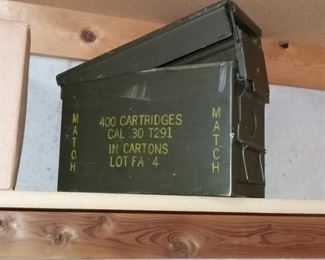 MATCH
400 CARTRIDGES
CAL .30 T291
IN CARTONS
LOT FA 4
MATCH